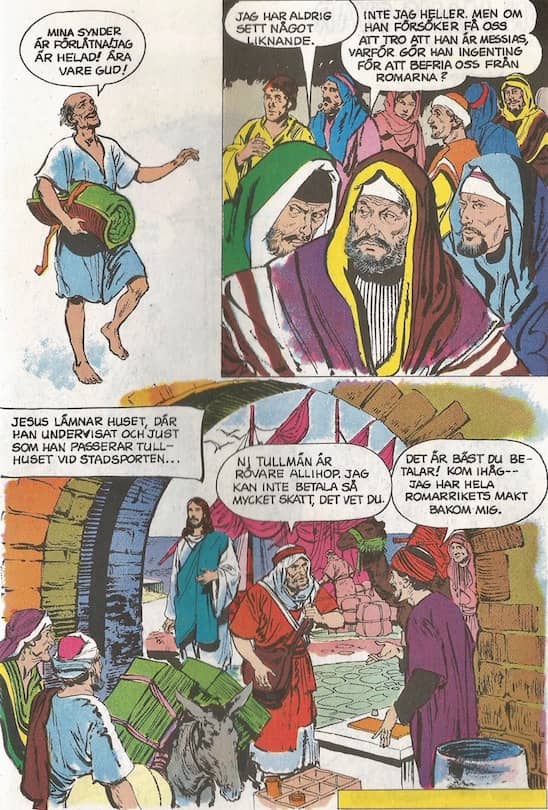 MINA SYNDER
ÄR FÖRLÅTNA, JAG
ÄR HELAD! ÄRA
VARE GUD!
JAG HAR ALDRIG
SETT NÅGOT
LIKNANDE.
INTE JAG HELLER. MEN OM
HAN FÖRSÖKER FÅ OSS
ATT TRO ATT HAN ÄR MESSIAS,
VARFÖR GÖR HAN INGENTING
FÖR ATT BEFRIA OSS FRÅN
ROMARNA?
JESUS LÄMNAR HUSET, DÄR
HAN UNDERVISAT OCH JUST
SOM HAN PASSERAR TULL-
HUSET VID STADSPORTEN...
NI TULLMÄN ÄR
RÖVARE ALLIHOP. JAG
KAN INTE BETALA SÅ
MYCKET SKATT, DET VET DU.
DET ÄR BÄST DU BE-
TALAR! KOM IHÅG--
JAG HAR HELA
ROMARRIKETS MAKT
BAKOM MIG.